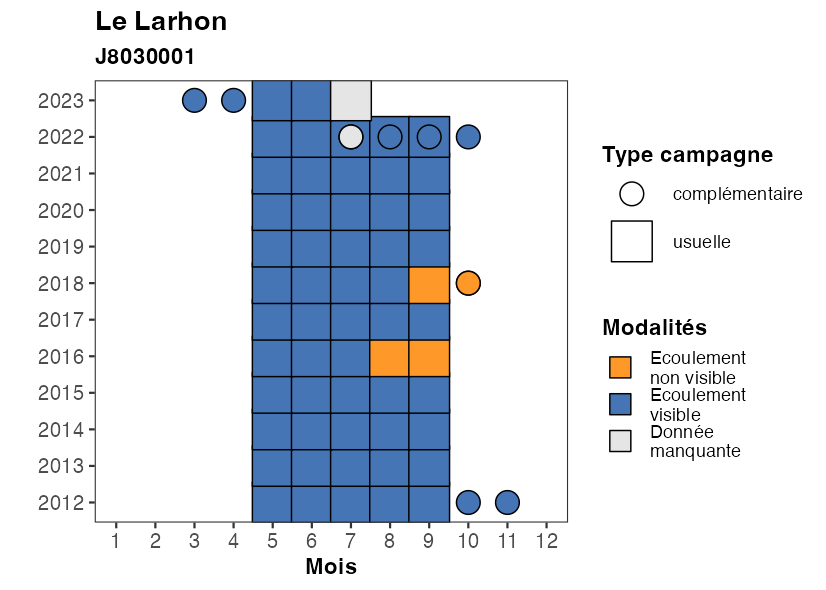 Le Larhon
J8030001
2023
2022
2021
2020
2019
2018
2017
2016
2015
2014
2013
2012
1 2 3 4 5 6 7 8 9 10 11 12
Mois
Type campagne
complémentaire
usuelle
Modalités
Ecoulement
non visible
Ecoulement
visible
Donnée
manquante